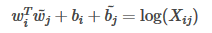 $w_i^T \tilde{w}_j + b_i + \tilde{b}_j = \log(X_{ij})$